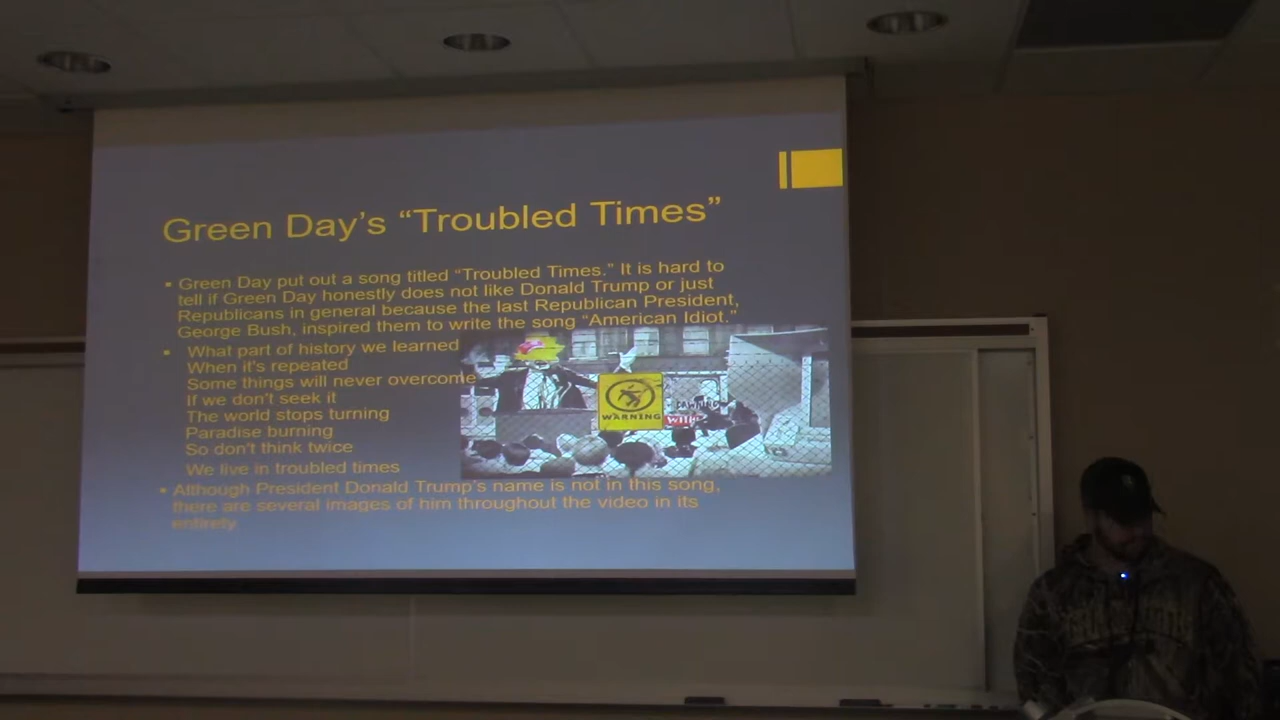 Green Day's “Troubled Times”
▪ Green Day put out a song titled “Troubled Times.” It is hard to
tell if Green Day honestly does not like Donald Trump or just
Republicans in general because the last Republican President,
George Bush, inspired them to write the song “American Idiot.”
▪ What part of history we learned
When it's repeated
Some things will never overcome
If we don't seek it
The world stops turning
Paradise burning
So don't think twice
We live in troubled times
WARNING
▪ Although President Donald Trump's name is not in this song,
there are several images of him throughout the video in its
entirely.